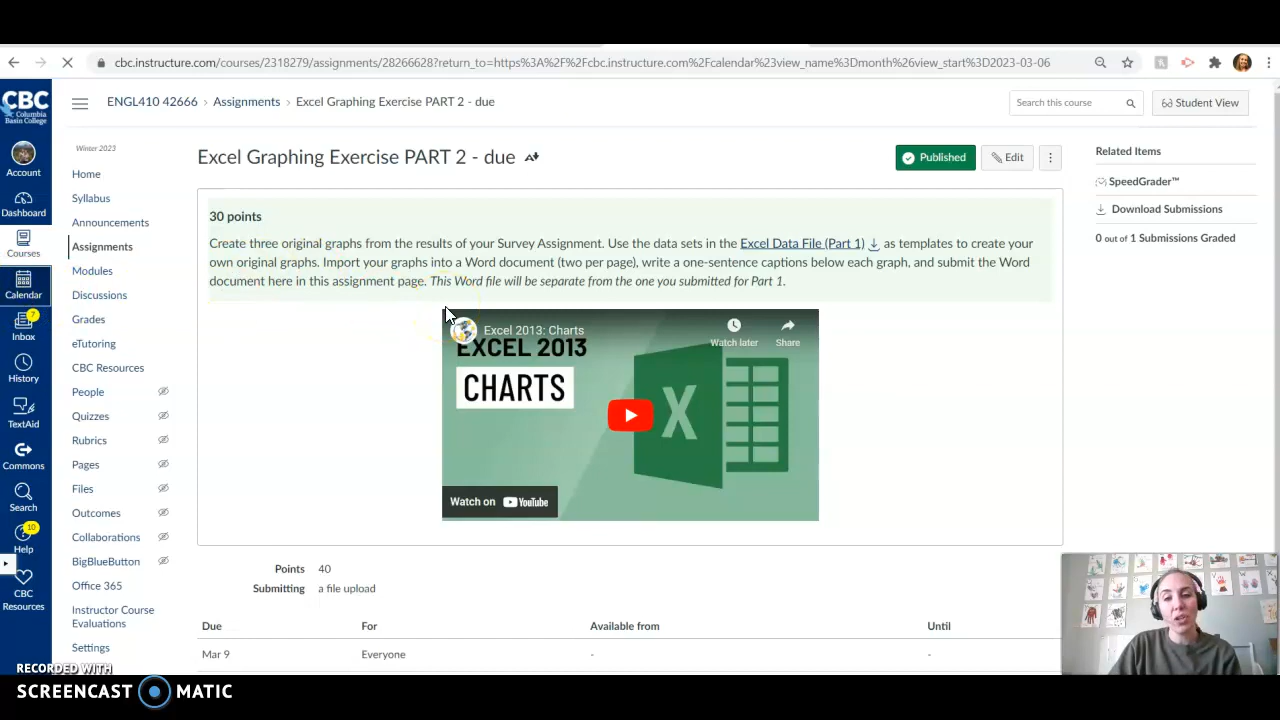 cbc.instructure.com/courses/2318279/assignments/28266628?return_to=https%3A%2F%2Fcbc.instructure.com%2Fcalendar%23view_name%3Dmonth%26view_start%3D2023-03-06
CBC
Columbia
Basin College
ENGL410 42666 › Assignments › Excel Graphing Exercise PART 2 - due
Search this course
Student View
Account
Dashboard
Courses
Calendar
7
Inbox
History
TextAid
Commons
Search
10
Help
CBC
Resources
Winter 2023
Home
Syllabus
Announcements
Assignments
Modules
Discussions
Grades
eTutoring
CBC Resources
People
Quizzes
Rubrics
Pages
Files
Outcomes
Collaborations
BigBlueButton
Office 365
Instructor Course
Evaluations
Settings
Excel Graphing Exercise PART 2 - due
Published
Edit
30 points
Create three original graphs from the results of your Survey Assignment. Use the data sets in the Excel Data File (Part 1) as templates to create your
own original graphs. Import your graphs into a Word document (two per page), write a one-sentence captions below each graph, and submit the Word
document here in this assignment page. This Word file will be separate from the one you submitted for Part 1.
Excel 2013: Charts
Watch later
Share
EXCEL 2013
CHARTS
X
Watch on YouTube
Points 40
Submitting a file upload
Due For Available from Until
Mar 9 Everyone - -
Related Items
SpeedGrader™
Download Submissions
0 out of 1 Submissions Graded
RECORDED WITH
SCREENCAST MATIC